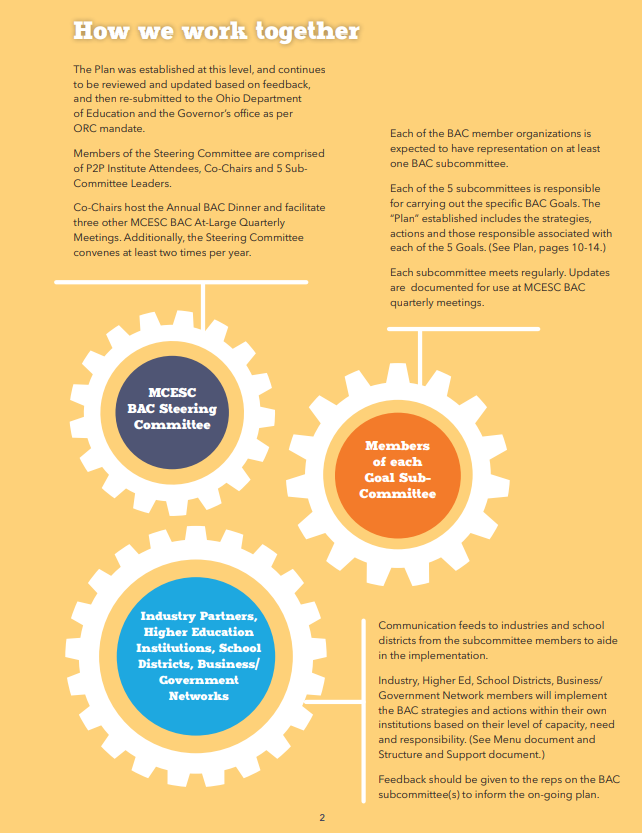 How we work together
The Plan was established at this level, and continues
to be reviewed and updated based on feedback,
and then re-submitted to the Ohio Department
of Education and the Governor's office as per
ORC mandate.
Members of the Steering Committee are comprised
of P2P Institute Attendees, Co-Chairs and 5 Sub-
Committee Leaders.
Co-Chairs host the Annual BAC Dinner and facilitate
three other MCESC BAC At-Large Quarterly
Meetings. Additionally, the Steering Committee
convenes at least two times per year.
Each of the BAC member organizations is
expected to have representation on at least
one BAC subcommittee.
Each of the 5 subcommittees is responsible
for carrying out the specific BAC Goals. The
"Plan" established includes the strategies,
actions and those responsible associated with
each of the 5 Goals. (See Plan, pages 10-14.)
Each subcommittee meets regularly. Updates
are documented for use at MCESC BAC
quarterly meetings.
MCESC
BAC Steering
Committee
Members
of each
Goal Sub-
Committee
Industry Partners,
Higher Education
Institutions, School
Districts, Business/
Government
Networks
Communication feeds to industries and school
districts from the subcommittee members to aide
in the implementation.
Industry, Higher Ed, School Districts, Business/
Government Network members will implement
the BAC strategies and actions within their own
institutions based on their level of capacity, need
and responsibility. (See Menu document and
Structure and Support document.)
Feedback should be given to the reps on the BAC
subcommittee(s) to inform the on-going plan.
2